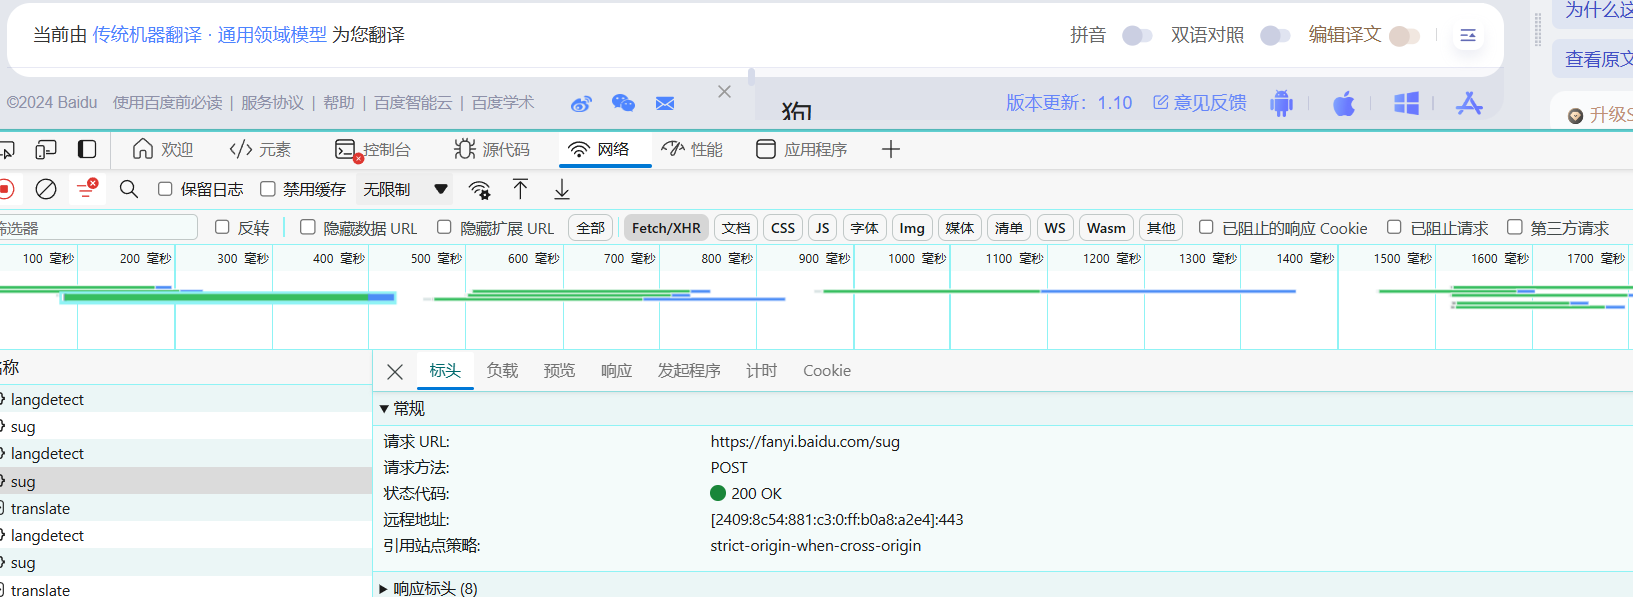 当前由 传统机器翻译 · 通用领域模型 为您翻译
拼音 双语对照 编辑译文
为什么这
查看原文
©2024 Baidu 使用百度前必读 | 服务协议 | 帮助 | 百度智能云 | 百度学术
狗
版本更新：1.10 意见反馈
升级S
欢迎 元素 控制台 源代码 网络 性能 应用程序
保留日志 禁用缓存 无限制
筛选器 反转 隐藏数据 URL 隐藏扩展 URL 全部 Fetch/XHR 文档 CSS JS 字体 Img 媒体 清单 WS Wasm 其他 已阻止的响应 Cookie 已阻止请求 第三方请求
100 毫秒 200 毫秒 300 毫秒 400 毫秒 500 毫秒 600 毫秒 700 毫秒 800 毫秒 900 毫秒 1000 毫秒 1100 毫秒 1200 毫秒 1300 毫秒 1400 毫秒 1500 毫秒 1600 毫秒 1700 毫秒
名称
langdetect
sug
langdetect
sug
translate
langdetect
sug
translate
标头 负载 预览 响应 发起程序 计时 Cookie
常规
请求 URL: https://fanyi.baidu.com/sug
请求方法: POST
状态代码: 200 OK
远程地址: [2409:8c54:881:c3:0:ff:b0a8:a2e4]:443
引用站点策略: strict-origin-when-cross-origin
响应标头 (8)